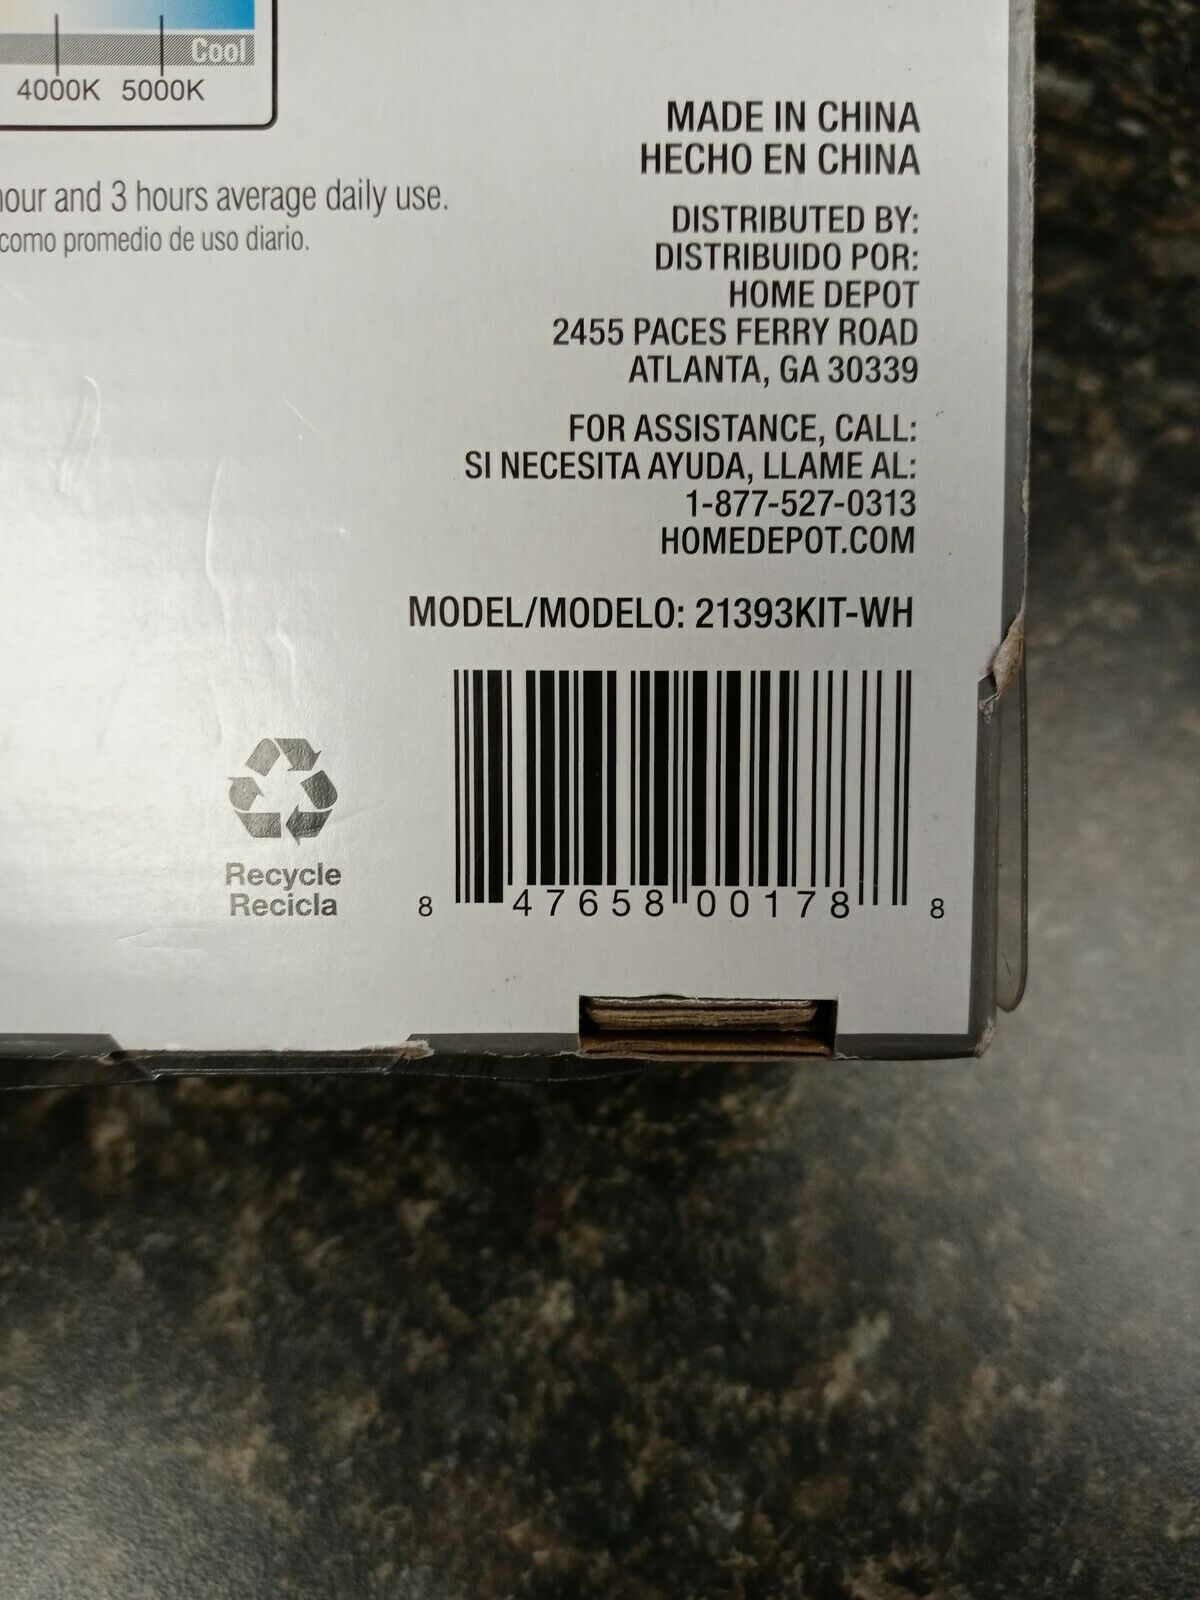 Cool
4000K 5000K
MADE IN CHINA
HECHO EN CHINA
hour and 3 hours average daily use.
como promedio de uso diario.
DISTRIBUTED BY:
DISTRIBUIDO POR:
HOME DEPOT
2455 PACES FERRY ROAD
ATLANTA, GA 30339
FOR ASSISTANCE, CALL:
SI NECESITA AYUDA, LLAME AL:
1-877-527-0313
HOMEDEPOT.COM
MODEL/MODELO: 21393KIT-WH
Recycle
Recicla
8 47658 00178 8